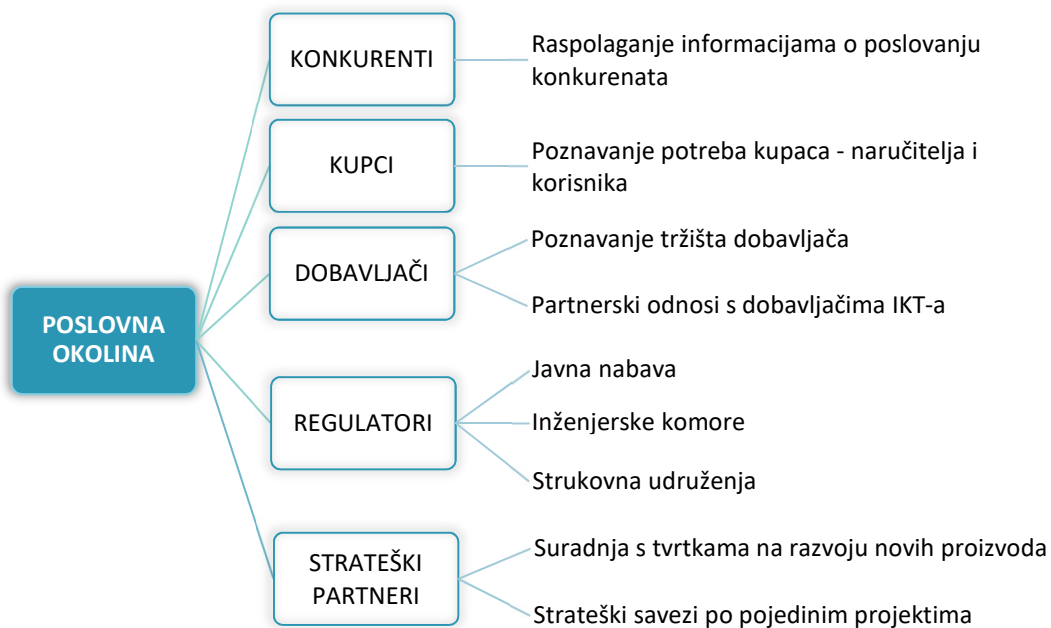 POSLOVNA
OKOLINA
KONKURENTI
Raspolaganje informacijama o poslovanju
konkurenata
KUPCI
Poznavanje potreba kupaca - naručitelja i
korisnika
DOBAVLJAČI
Poznavanje tržišta dobavljača
Partnerski odnosi s dobavljačima IKT-a
REGULATORI
Javna nabava
Inženjerske komore
Strukovna udruženja
STRATEŠKI
PARTNERI
Suradnja s tvrtkama na razvoju novih proizvoda
Strateški savezi po pojedinim projektima